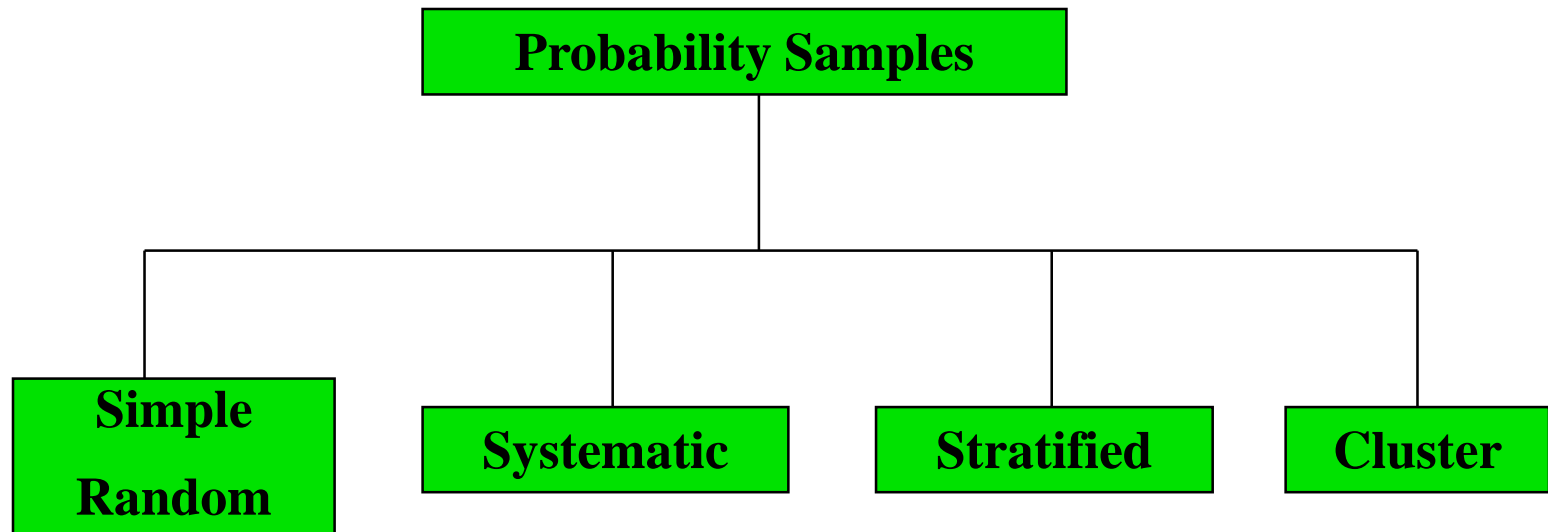 Probability Samples
Simple
Random
Systematic
Stratified
Cluster